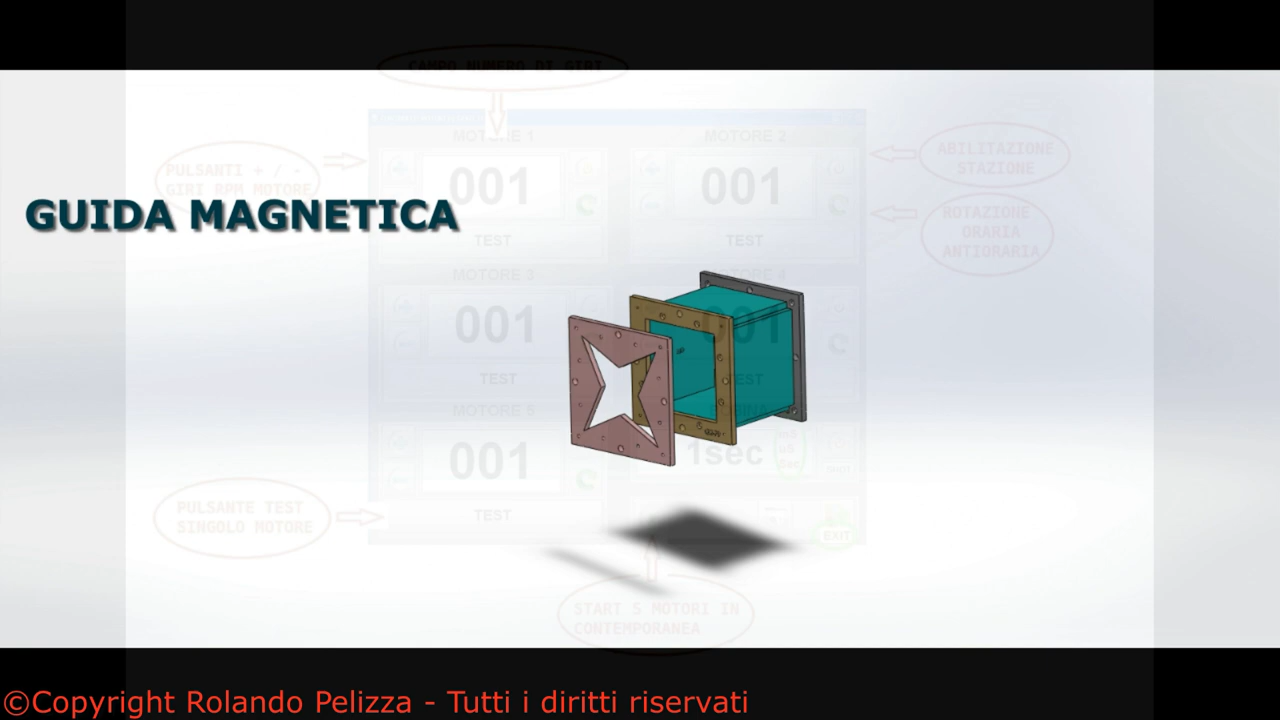 CAMPO NUMERO DI GIRI
MOTORE 1
MOTORE 2
PULSANTI + / -
GIRI RPM MOTORE
001
001
ABILITAZIONE
STAZIONE
GUIDA MAGNETICA
ROTAZIONE
ORARIA
ANTIORARIA
TEST
TEST
MOTORE 3
001
001
TEST
TEST
MOTORE 5
001
1sec
PULSANTE TEST
SINGOLO MOTORE
TEST
EXIT
START 5 MOTORI IN
CONTEMPORANEA
©Copyright Rolando Pelizza - Tutti i diritti riservati